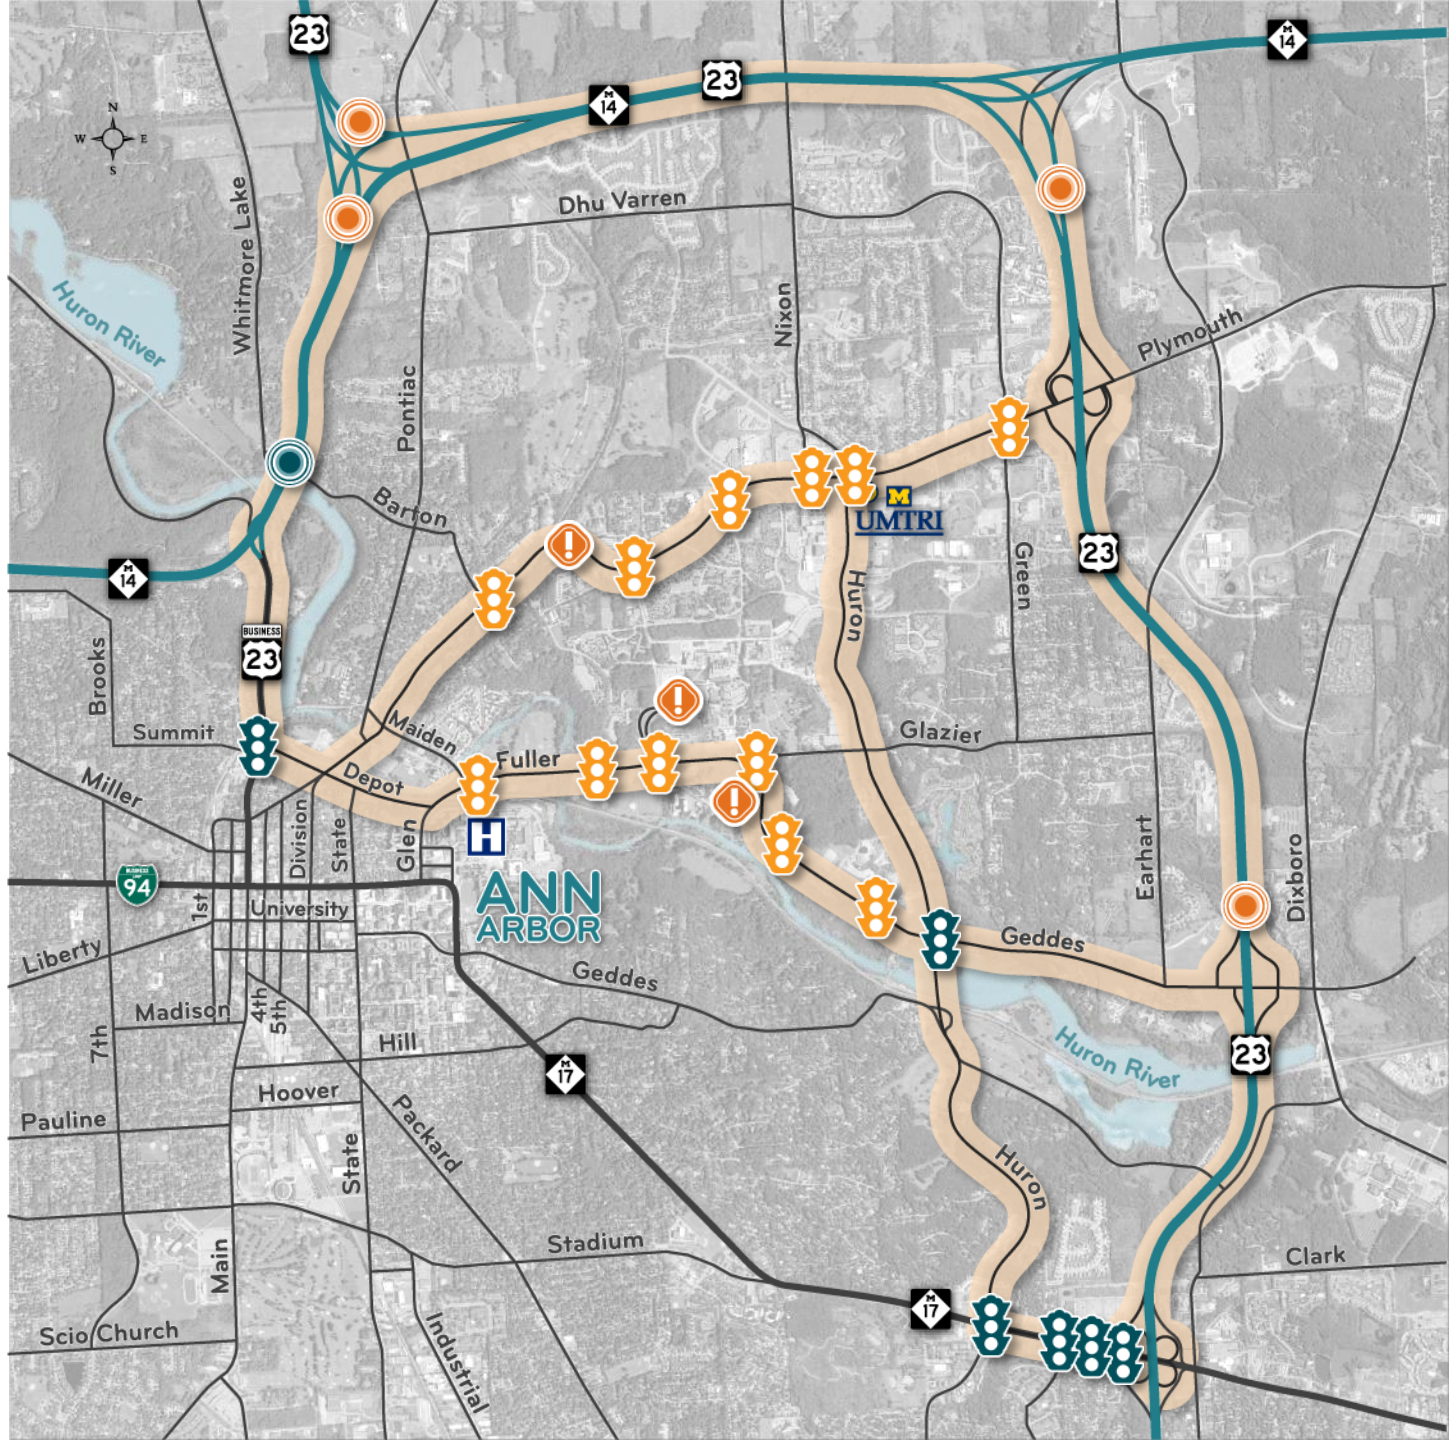 23
M
14
23
M
14
N
W
E
S
Dhu Varren
Whitmore Lake
Huron River
Nixon
Plymouth
Pontiac
Barton
M
UMTRI
23
Green
M
14
Huron
BUSINESS
23
Brooks
Summit
Maiden
Fuller
Glazier
Miller
Depot
Division
State
Glen
H
Earhart
Dixboro
BUSINESS
94
1st
University
ANN
ARBOR
Liberty
Geddes
Geddes
Madison
4th
5th
7th
Hill
Huron River
23
M
17
Hoover
Pauline
Packard
State
Huron
Main
Stadium
Clark
M
17
Scio Church
Industrial